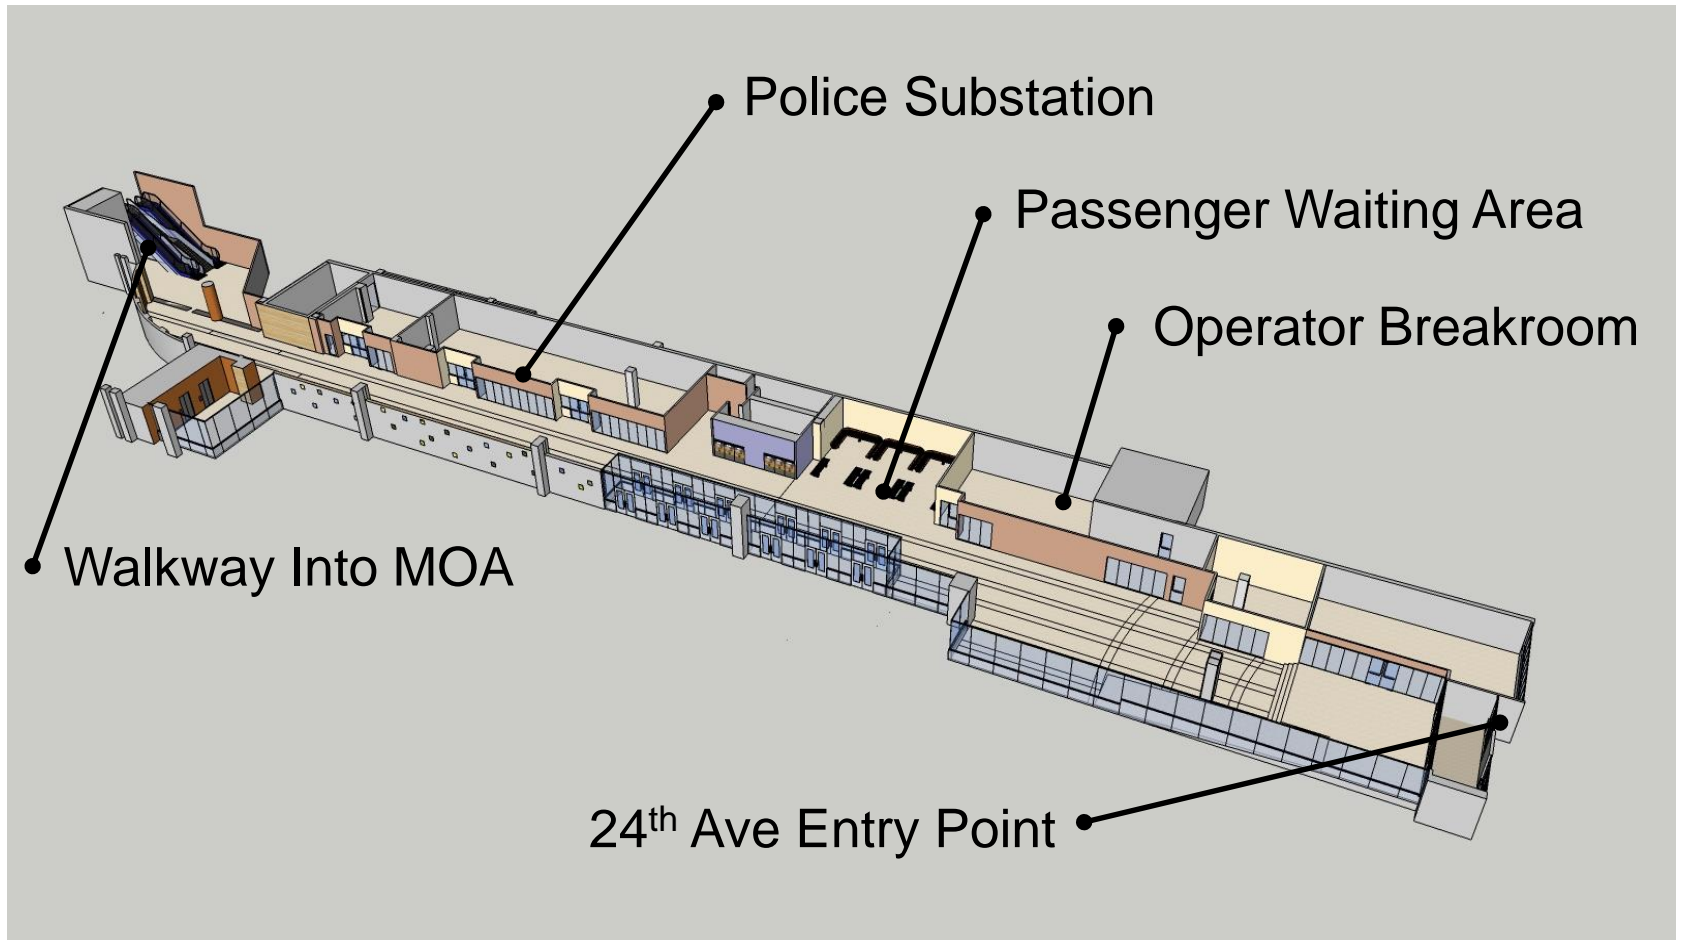 Police Substation
Passenger Waiting Area
Operator Breakroom
Walkway Into MOA
24th Ave Entry Point